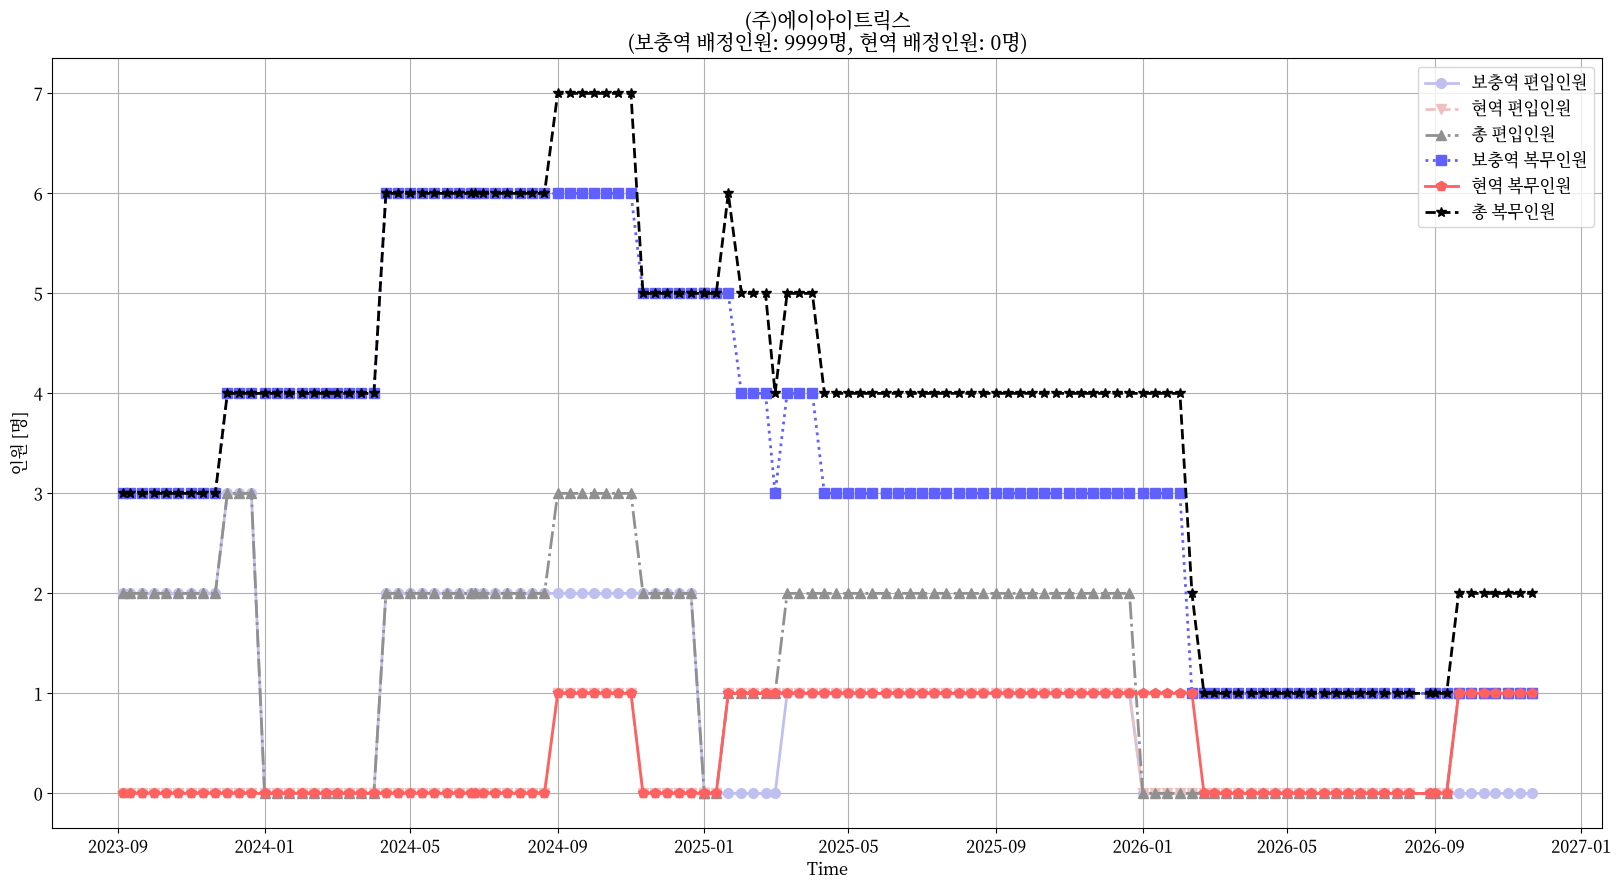 (주)에이아이트릭스
(보충역 배정인원: 9999명, 현역 배정인원: 0명)
보충역 편입인원
현역 편입인원
총 편입인원
보충역 복무인원
현역 복무인원
총 복무인원
인원 [명]
7
6
5
4
3
2
1
0
2023-09
2024-01
2024-05
2024-09
2025-01
2025-05
2025-09
2026-01
2026-05
2026-09
2027-01
Time